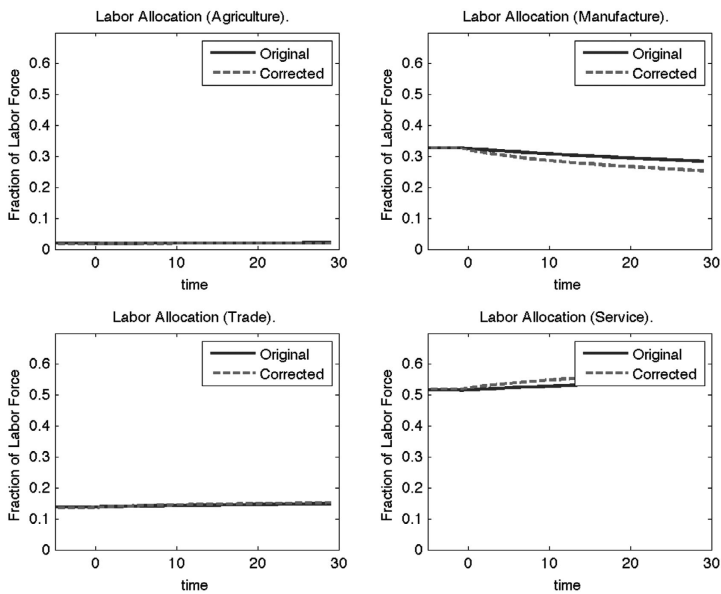 Labor Allocation (Agriculture).
Fraction of Labor Force
0.6
0.5
0.4
0.3
0.2
0.1
0
Original
Corrected
0 10 20 30
time
Labor Allocation (Manufacture).
Fraction of Labor Force
0.6
0.5
0.4
0.3
0.2
0.1
0
Original
Corrected
0 10 20 30
time
Labor Allocation (Trade).
Fraction of Labor Force
0.6
0.5
0.4
0.3
0.2
0.1
0
Original
Corrected
0 10 20 30
time
Labor Allocation (Service).
Fraction of Labor Force
0.6
0.5
0.4
0.3
0.2
0.1
0
Original
Corrected
0 10 20 30
time